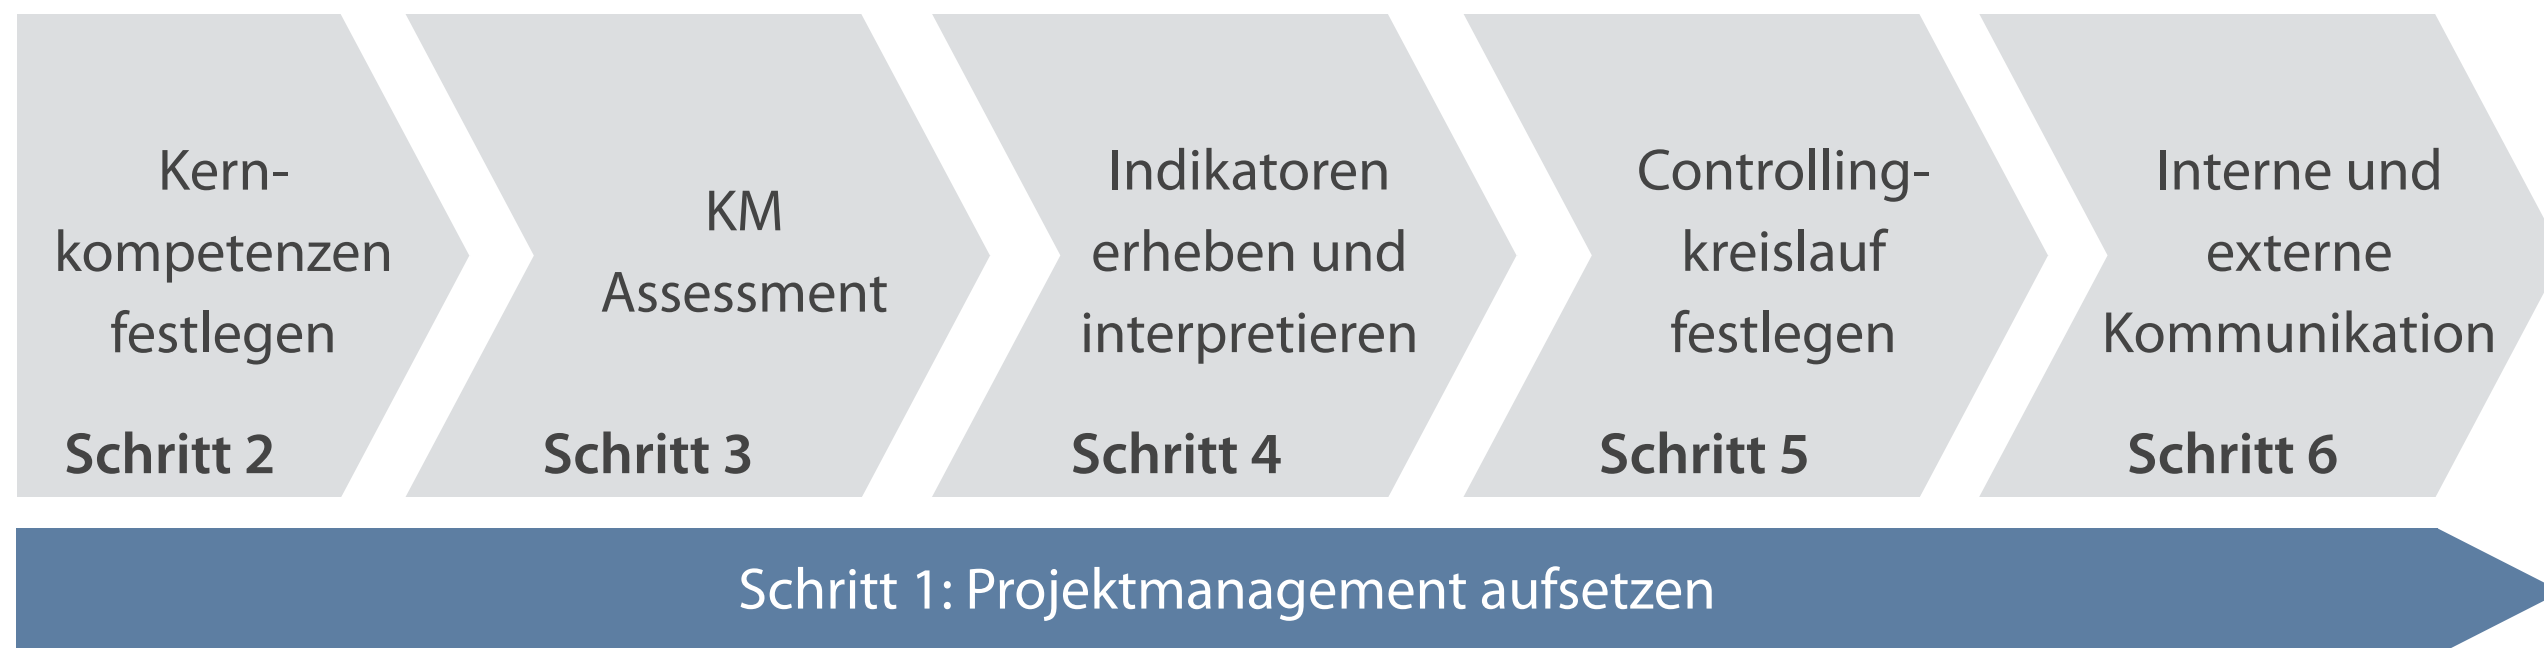 Kern-
kompetenzen
festlegen
Schritt 2
KM
Assessment
Schritt 3
Indikatoren
erheben und
interpretieren
Schritt 4
Controlling-
kreislauf
festlegen
Schritt 5
Interne und
externe
Kommunikation
Schritt 6
Schritt 1: Projektmanagement aufsetzen